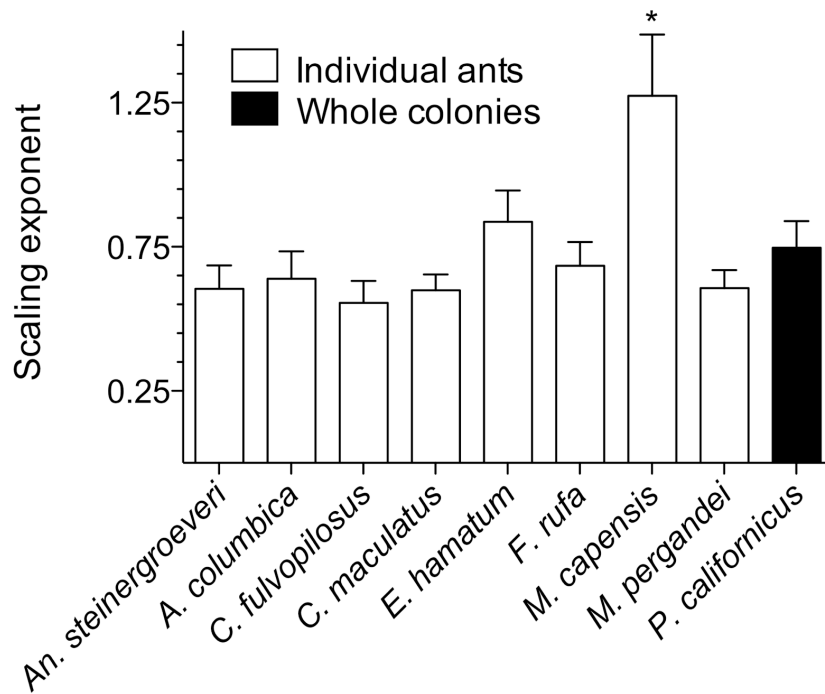 *
Individual ants
Whole colonies
Scaling exponent
1.25
0.75
0.25
An. steinergroeveri
A. columbica
C. fulvopilosus
C. maculatus
E. hamatum
F. rufa
M. capensis
M. pergandei
P. californicus